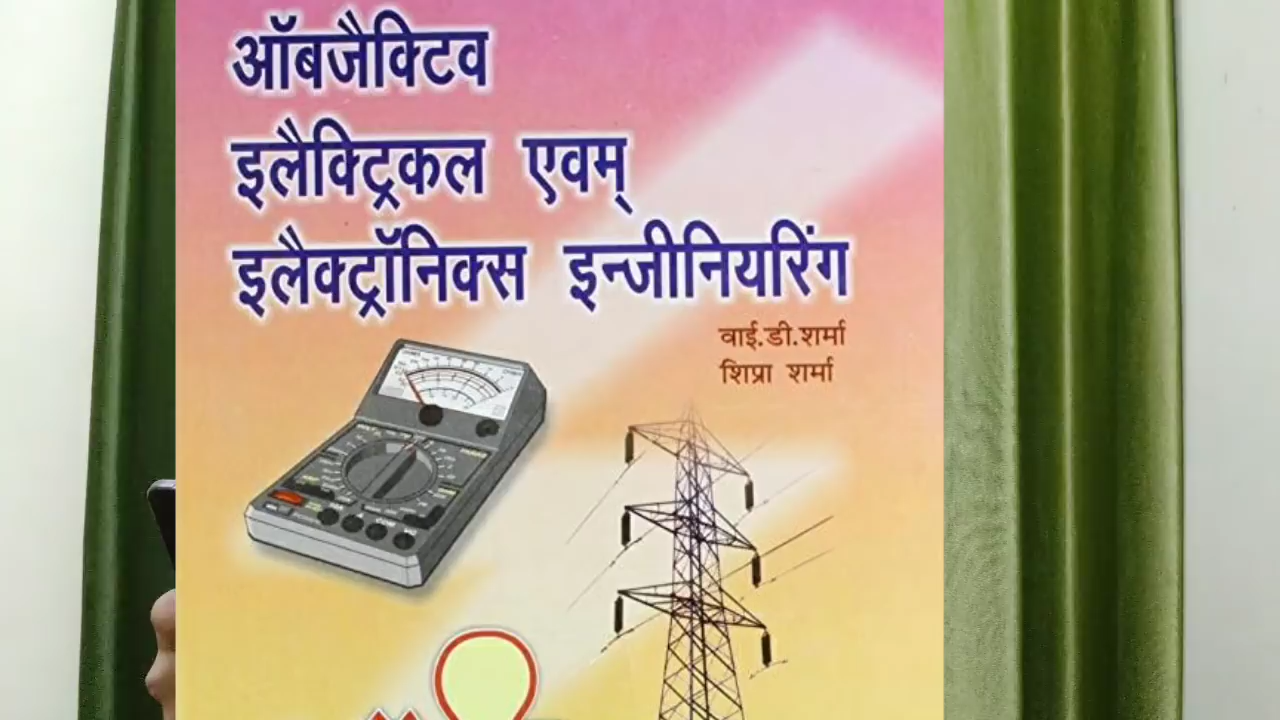 ऑबजैक्टिव
इलैक्ट्रिकल एवम्
इलैक्ट्रॉनिक्स इन्जीनियरिंग
वाई.डी.शर्मा
शिप्रा शर्मा